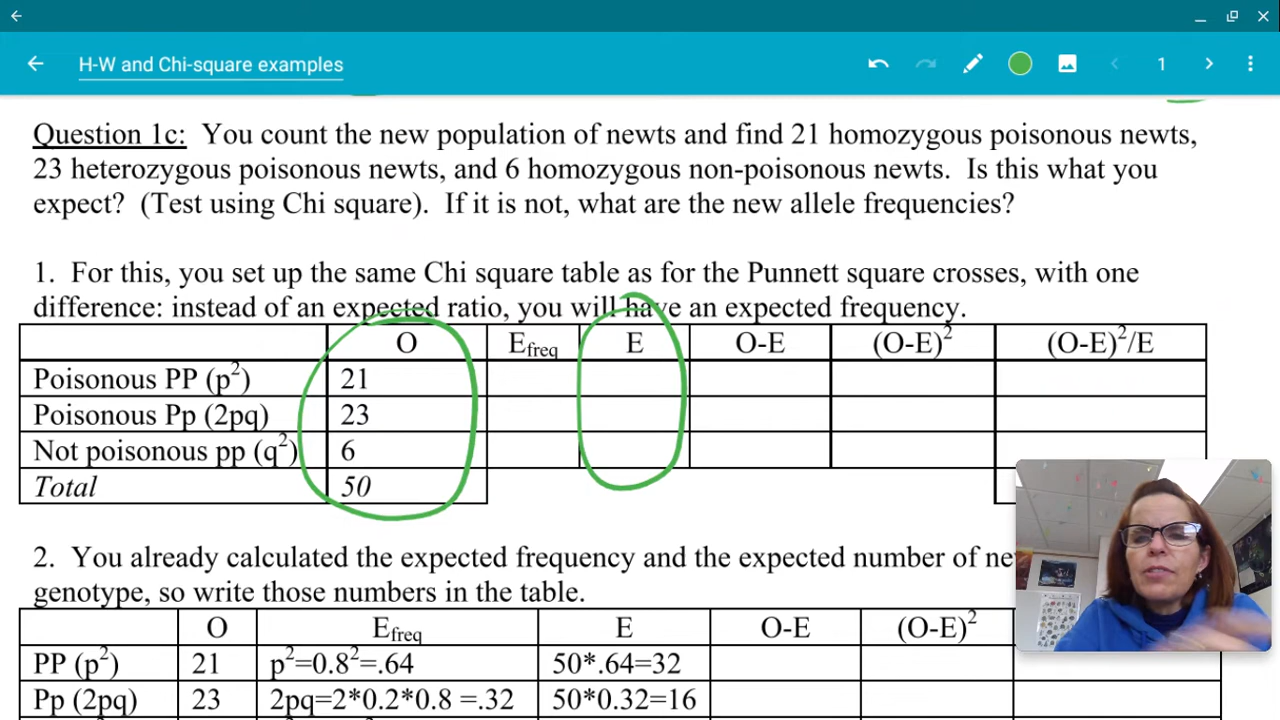 H-W and Chi-square examples
1
Question 1c: You count the new population of newts and find 21 homozygous poisonous newts,
23 heterozygous poisonous newts, and 6 homozygous non-poisonous newts. Is this what you
expect? (Test using Chi square). If it is not, what are the new allele frequencies?
1. For this, you set up the same Chi square table as for the Punnett square crosses, with one
difference: instead of an expected ratio, you will have an expected frequency.
O Efreq E O-E (O-E)² (O-E)²/E
Poisonous PP (p²) 21
Poisonous Pp (2pq) 23
Not poisonous pp (q²) 6
Total 50
2. You already calculated the expected frequency and the expected number of
genotype, so write those numbers in the table.
O Efreq E O-E (O-E)²
PP (p²) 21 p²=0.8²=.64 50*.64=32
Pp (2pq) 23 2pq=2*0.2*0.8 =.32 50*0.32=16